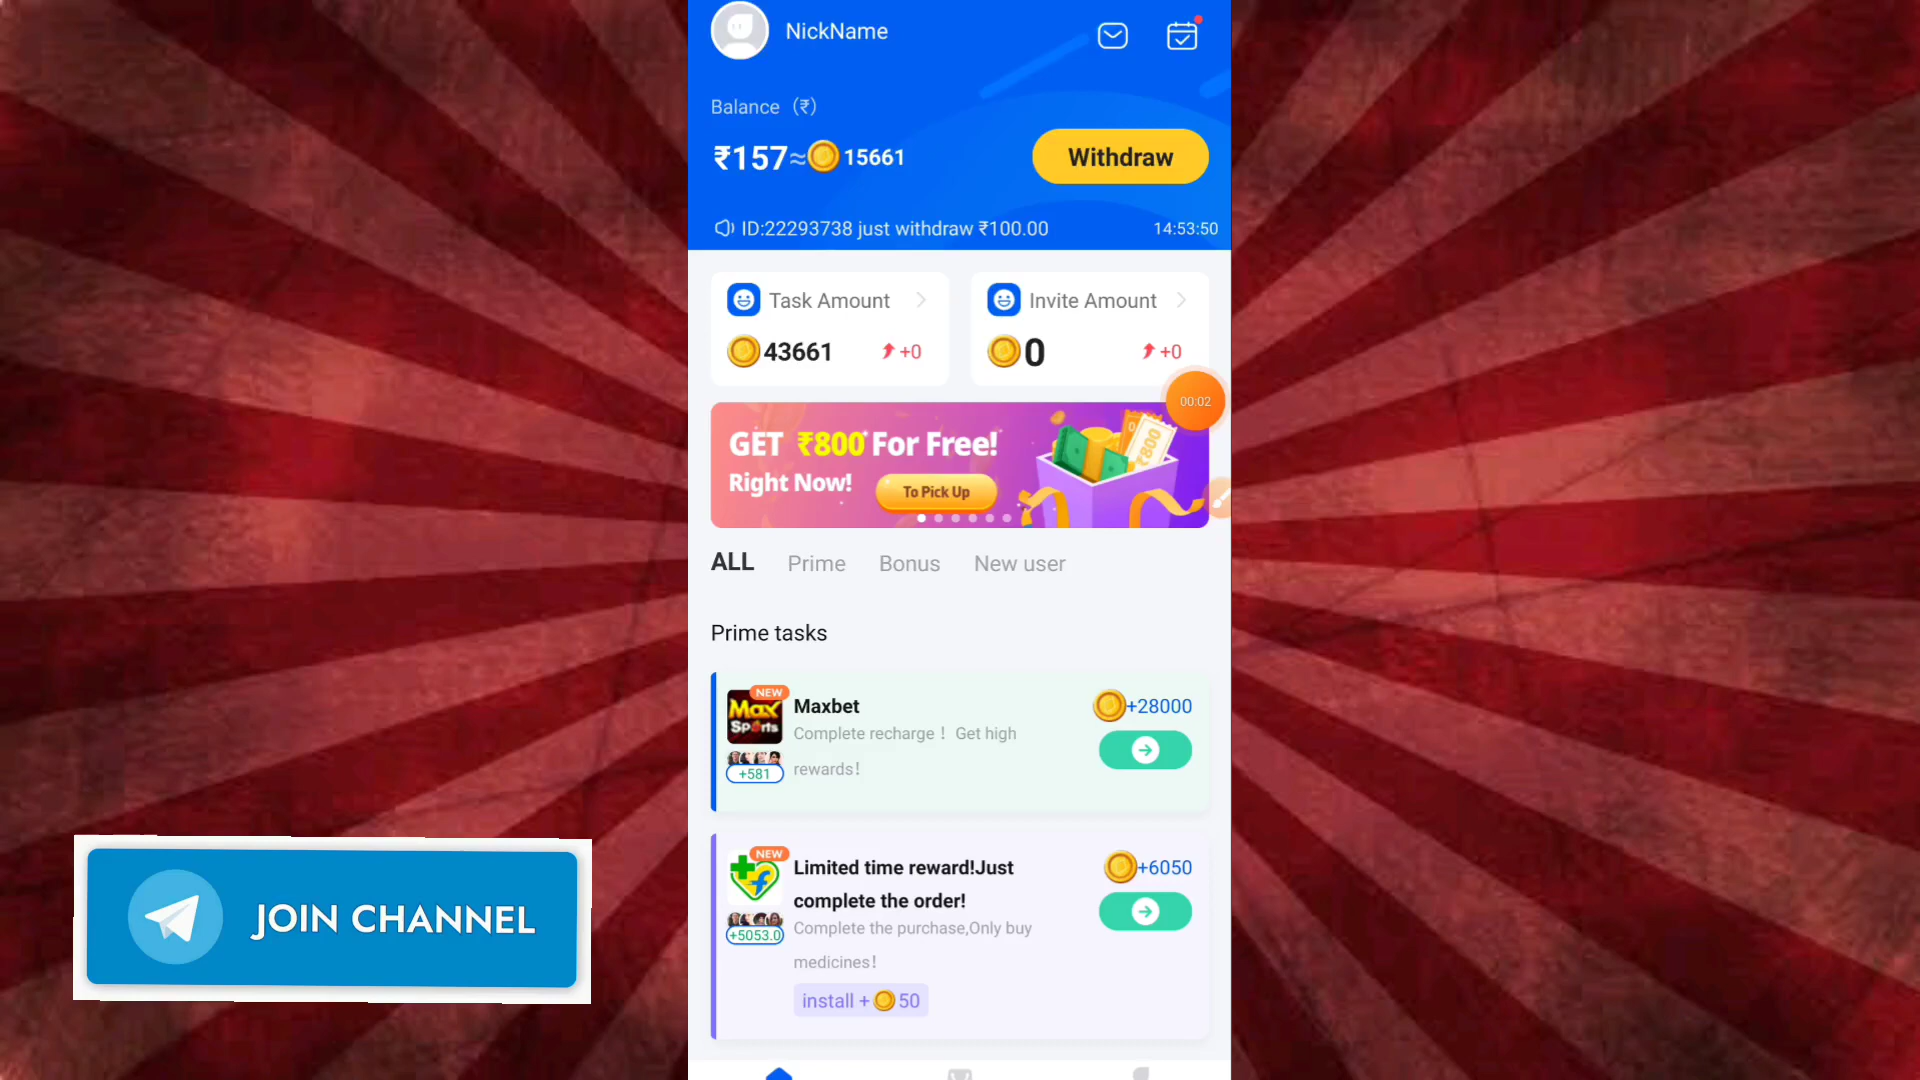 NickName
Balance (₹)
₹157≈15661
Withdraw
ID:22293738 just withdraw ₹100.00
14:53:50
Task Amount
Invite Amount
43661
+0
0
+0
00:02
GET ₹800 For Free!
Right Now!
To Pick Up
₹800
ALL
Prime
Bonus
New user
Prime tasks
NEW
Max
Sports
+581
Maxbet
Complete recharge！ Get high
rewards!
+28000
NEW
+5053.0
Limited time reward!Just
complete the order!
Complete the purchase,Only buy
medicines!
install + 50
+6050
JOIN CHANNEL